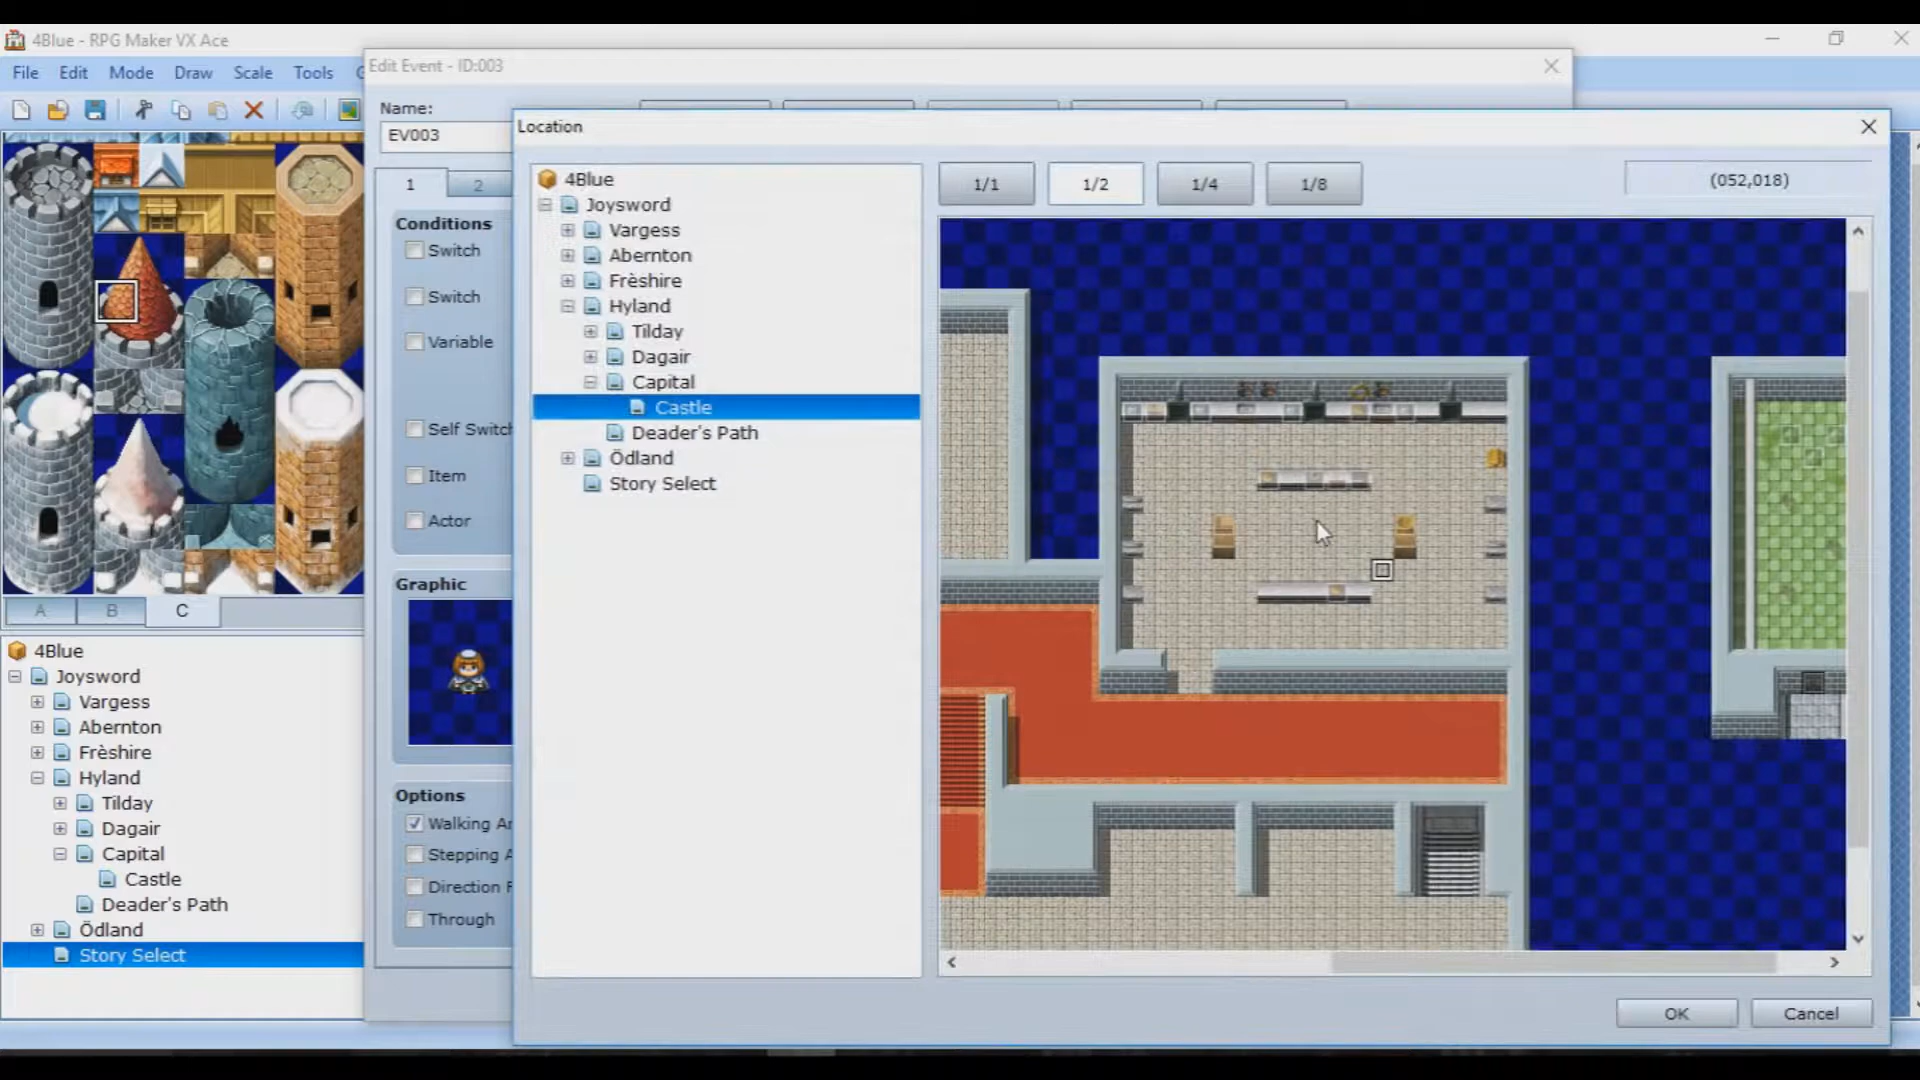 4Blue - RPG Maker VX Ace
File Edit Mode Draw Scale Tools
Edit Event - ID:003
Name:
EV003
1 2
Conditions
Switch
Switch
Variable
Self Switch
Item
Actor
Graphic
Options
Walking
Stepping
Direction
Through
A B C
4Blue
Joysword
Vargess
Abernton
Frèshire
Hyland
Tilday
Dagair
Capital
Castle
Deader's Path
Ödland
Story Select
Location
4Blue
Joysword
Vargess
Abernton
Frèshire
Hyland
Tilday
Dagair
Capital
Castle
Deader's Path
Ödland
Story Select
1/1 1/2 1/4 1/8
(052,018)
OK Cancel